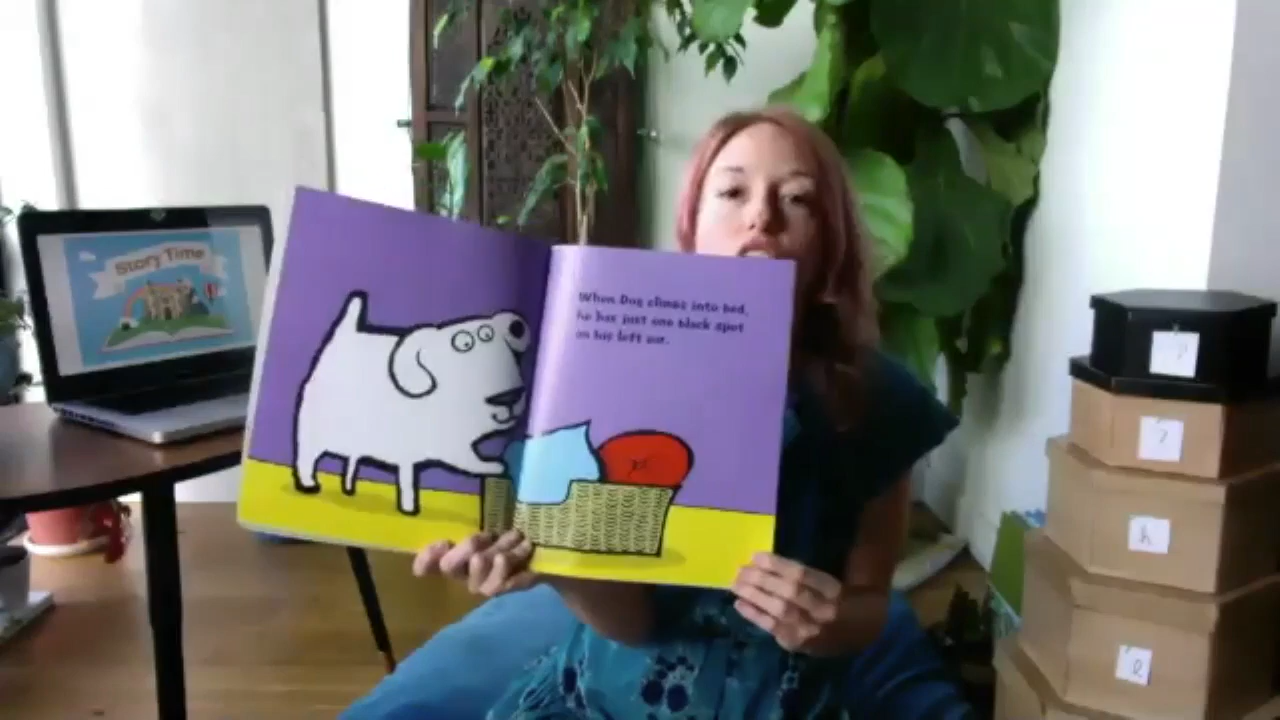 Story Time
When Dog climbs into bed,
he has just one black spot
on his left ear.
?
?
h
e